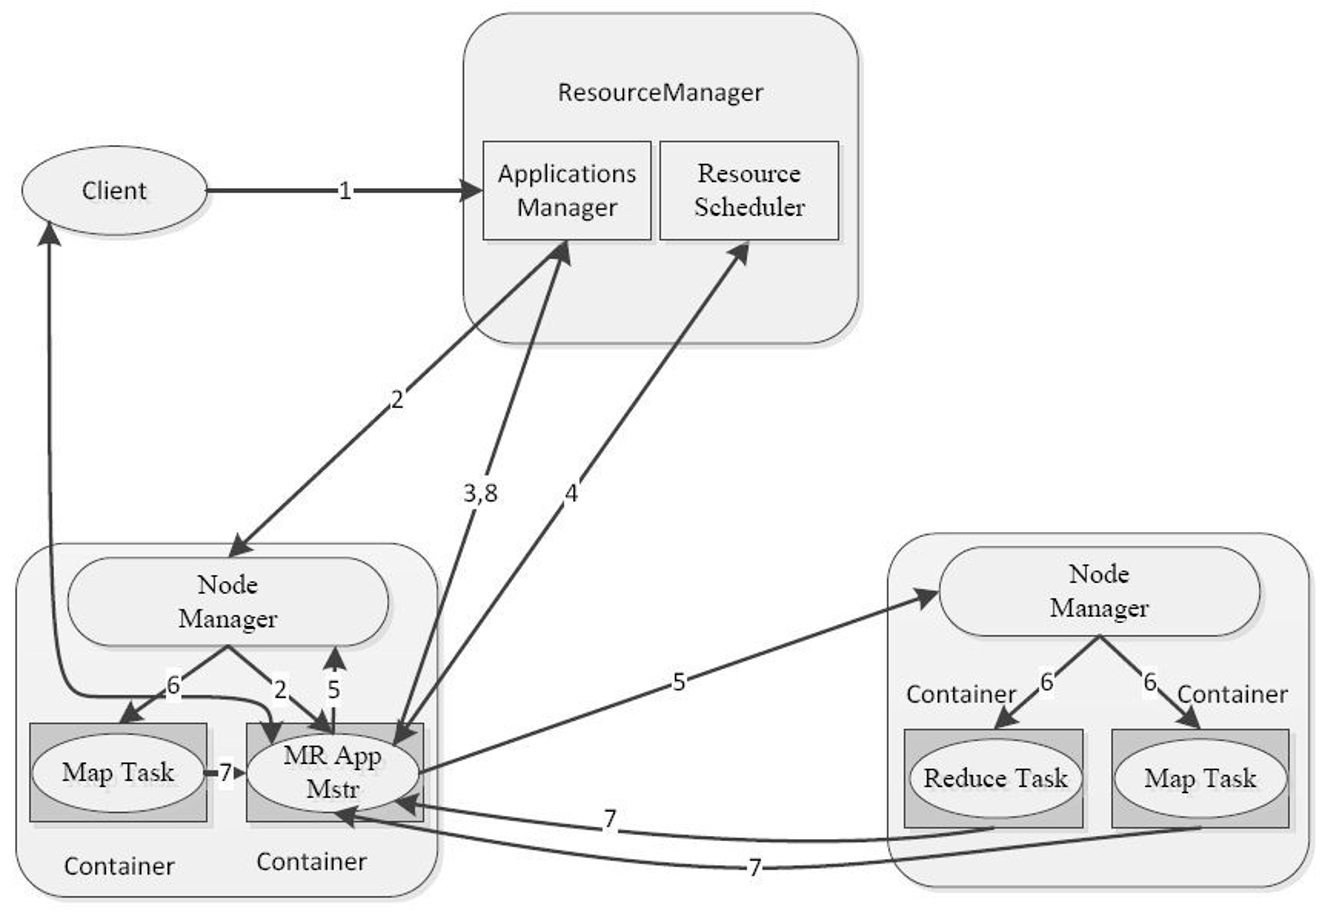 ResourceManager
Applications
Manager
Resource
Scheduler
Client
1
2
3,8
4
Node
Manager
6
2
5
Map Task
7
MR App
Mstr
Container
Container
5
7
7
Node
Manager
Container
6
6
Container
Reduce Task
Map Task